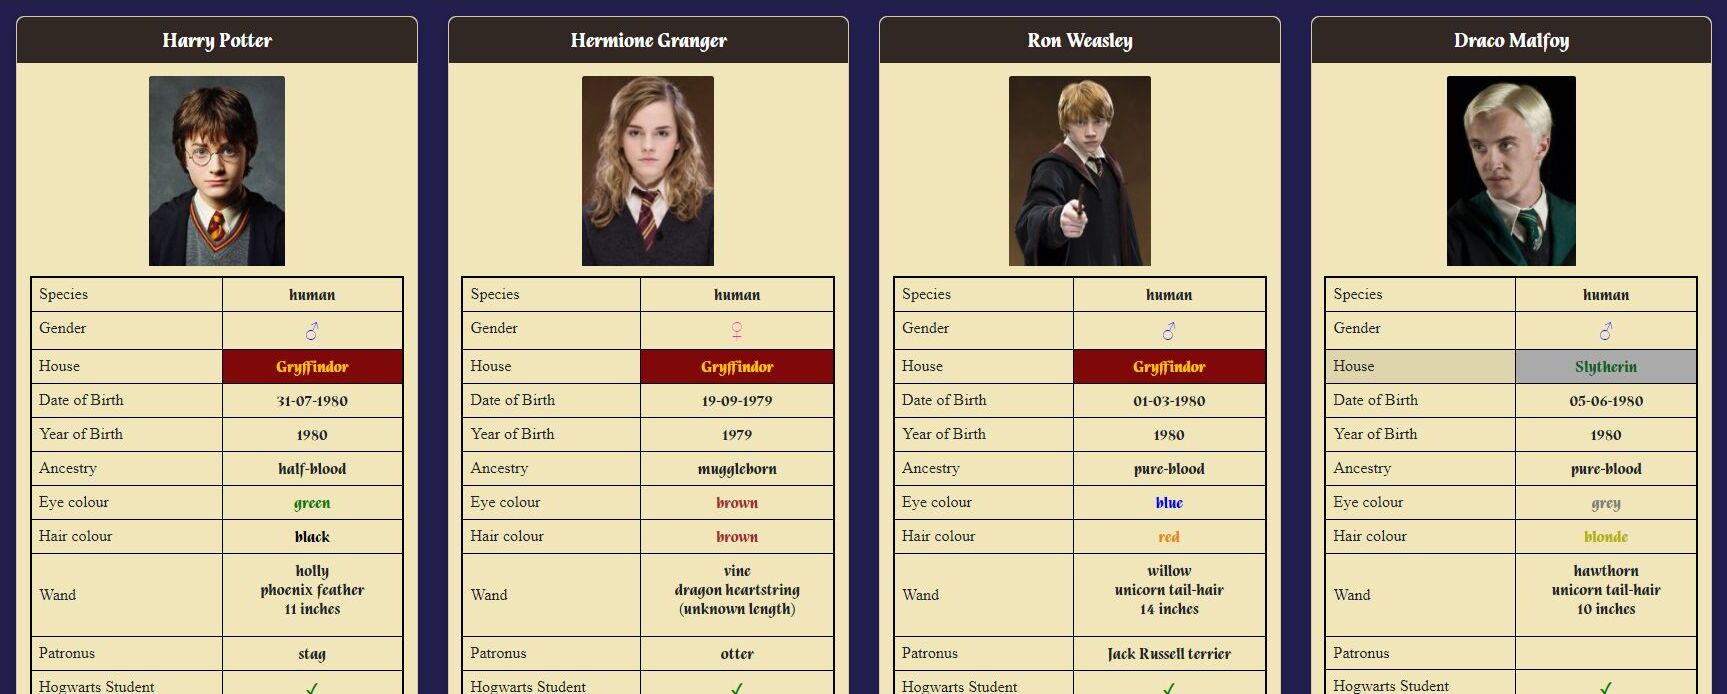 Harry Potter
Species human
Gender ♂
House Gryffindor
Date of Birth 31-07-1980
Year of Birth 1980
Ancestry half-blood
Eye colour green
Hair colour black
Wand
holly
phoenix feather
11 inches
Patronus stag
Hogwarts Student ✓
Hermione Granger
Species human
Gender ♀
House Gryffindor
Date of Birth 19-09-1979
Year of Birth 1979
Ancestry muggleborn
Eye colour brown
Hair colour brown
Wand
vine
dragon heartstring
(unknown length)
Patronus otter
Hogwarts Student ✓
Ron Weasley
Species human
Gender ♂
House Gryffindor
Date of Birth 01-03-1980
Year of Birth 1980
Ancestry pure-blood
Eye colour blue
Hair colour red
Wand
willow
unicorn tail-hair
14 inches
Patronus Jack Russell terrier
Hogwarts Student ✓
Draco Malfoy
Species human
Gender ♂
House Slytherin
Date of Birth 05-06-1980
Year of Birth 1980
Ancestry pure-blood
Eye colour grey
Hair colour blonde
Wand
hawthorn
unicorn tail-hair
10 inches
Patronus
Hogwarts Student ✓